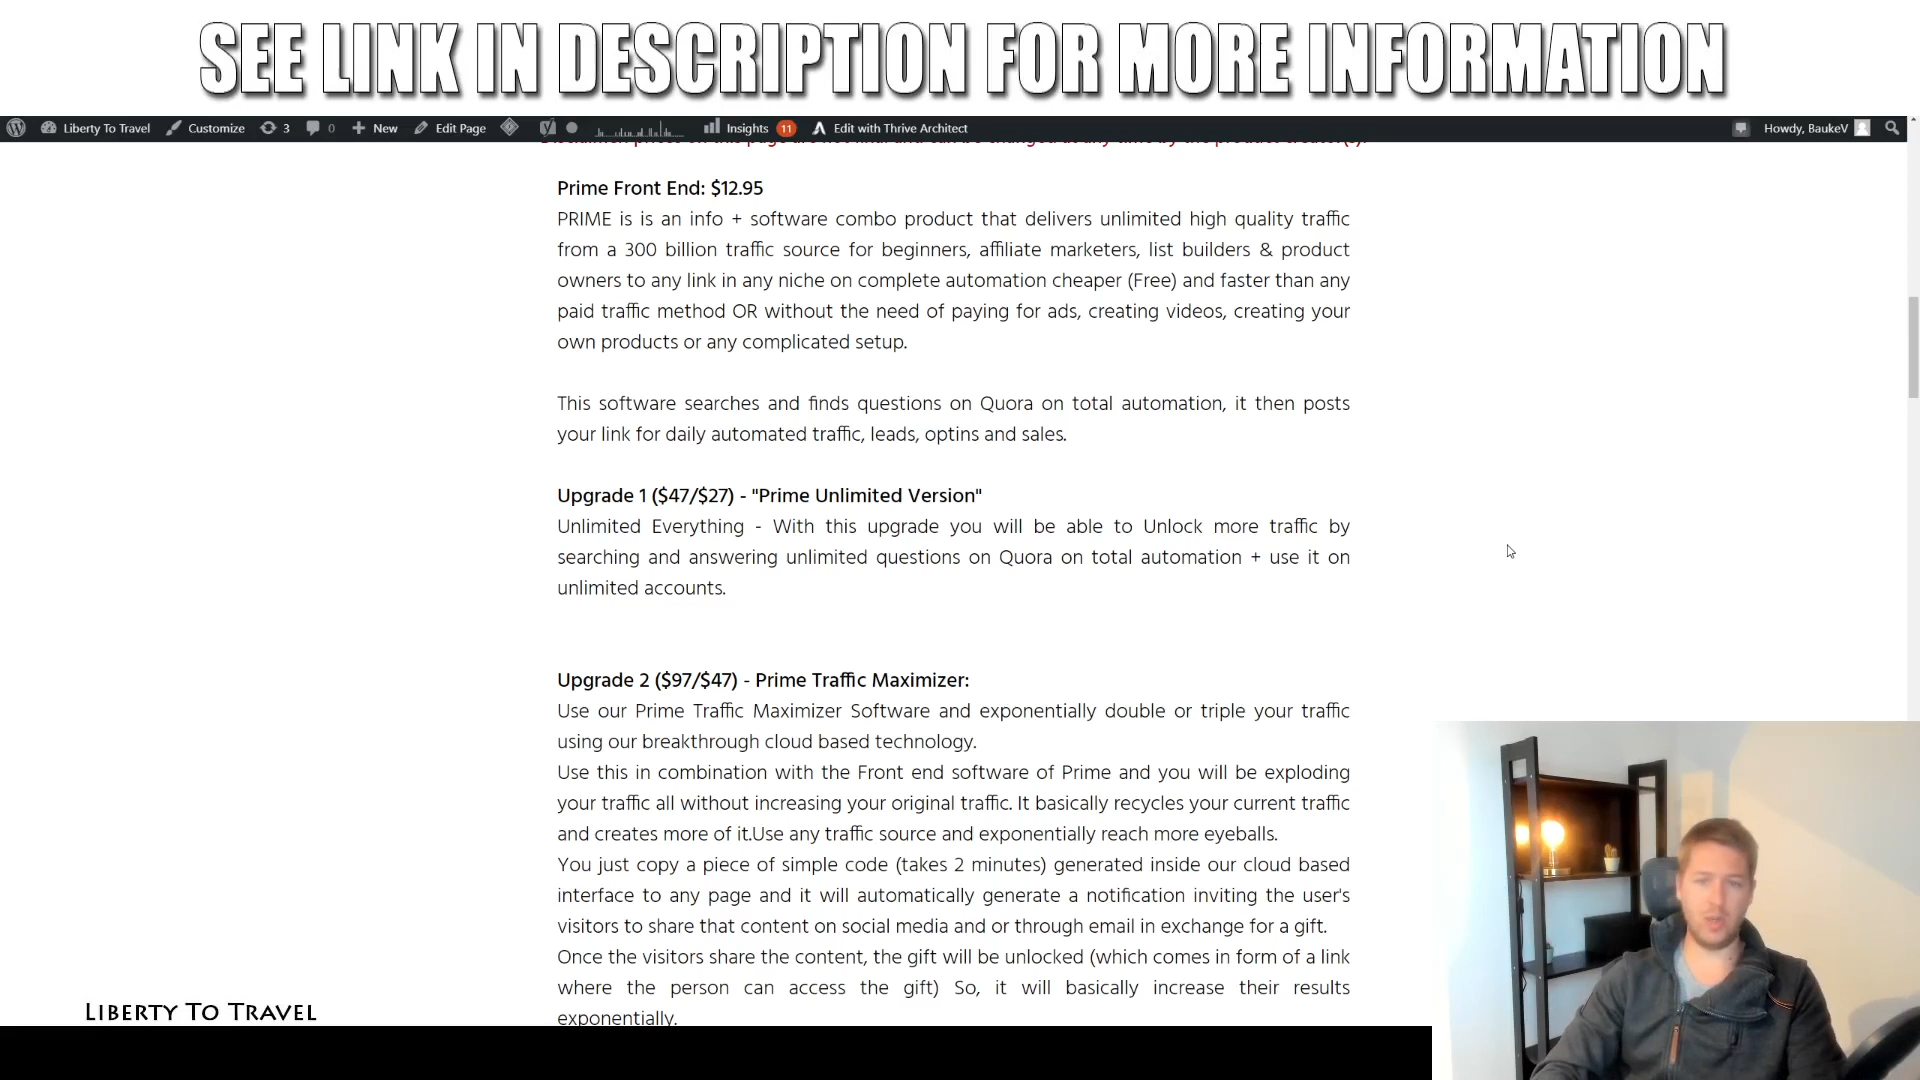 SEE LINK IN DESCRIPTION FOR MORE INFORMATION
Liberty To Travel Customize 3 0 New Edit Page Insights 11 Edit with Thrive Architect Howdy, BaukeV
Prime Front End: $12.95
PRIME is is an info + software combo product that delivers unlimited high quality traffic
from a 300 billion traffic source for beginners, affiliate marketers, list builders & product
owners to any link in any niche on complete automation cheaper (Free) and faster than any
paid traffic method OR without the need of paying for ads, creating videos, creating your
own products or any complicated setup.
This software searches and finds questions on Quora on total automation, it then posts
your link for daily automated traffic, leads, optins and sales.
Upgrade 1 ($47/$27) - "Prime Unlimited Version"
Unlimited Everything - With this upgrade you will be able to Unlock more traffic by
searching and answering unlimited questions on Quora on total automation + use it on
unlimited accounts.
Upgrade 2 ($97/$47) - Prime Traffic Maximizer:
Use our Prime Traffic Maximizer Software and exponentially double or triple your traffic
using our breakthrough cloud based technology.
Use this in combination with the Front end software of Prime and you will be exploding
your traffic all without increasing your original traffic. It basically recycles your current traffic
and creates more of it.Use any traffic source and exponentially reach more eyeballs.
You just copy a piece of simple code (takes 2 minutes) generated inside our cloud based
interface to any page and it will automatically generate a notification inviting the user's
visitors to share that content on social media and or through email in exchange for a gift.
Once the visitors share the content, the gift will be unlocked (which comes in form of a link
where the person can access the gift) So, it will basically increase their results
exponentially.
LIBERTY TO TRAVEL